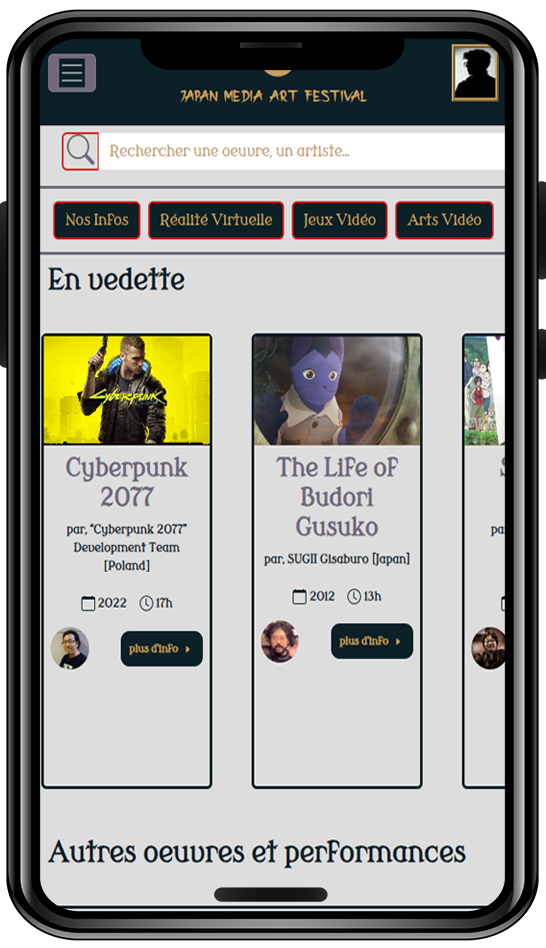 JAPAN MEDIA ART FESTIVAL
Rechercher une oeuvre, un artiste...
Nos Infos
Réalité Virtuelle
Jeux Vidéo
Arts Vidéo
En vedette
Cyberpunk
Cyberpunk
2077
par, "Cyberpunk 2077"
Development Team
[Poland]
2022 17h
plus d'info
The Life of
Budori
Gusuko
par, SUGII Gisaburo [Japan]
2012 13h
plus d'info
S
pa
Autres oeuvres et performances